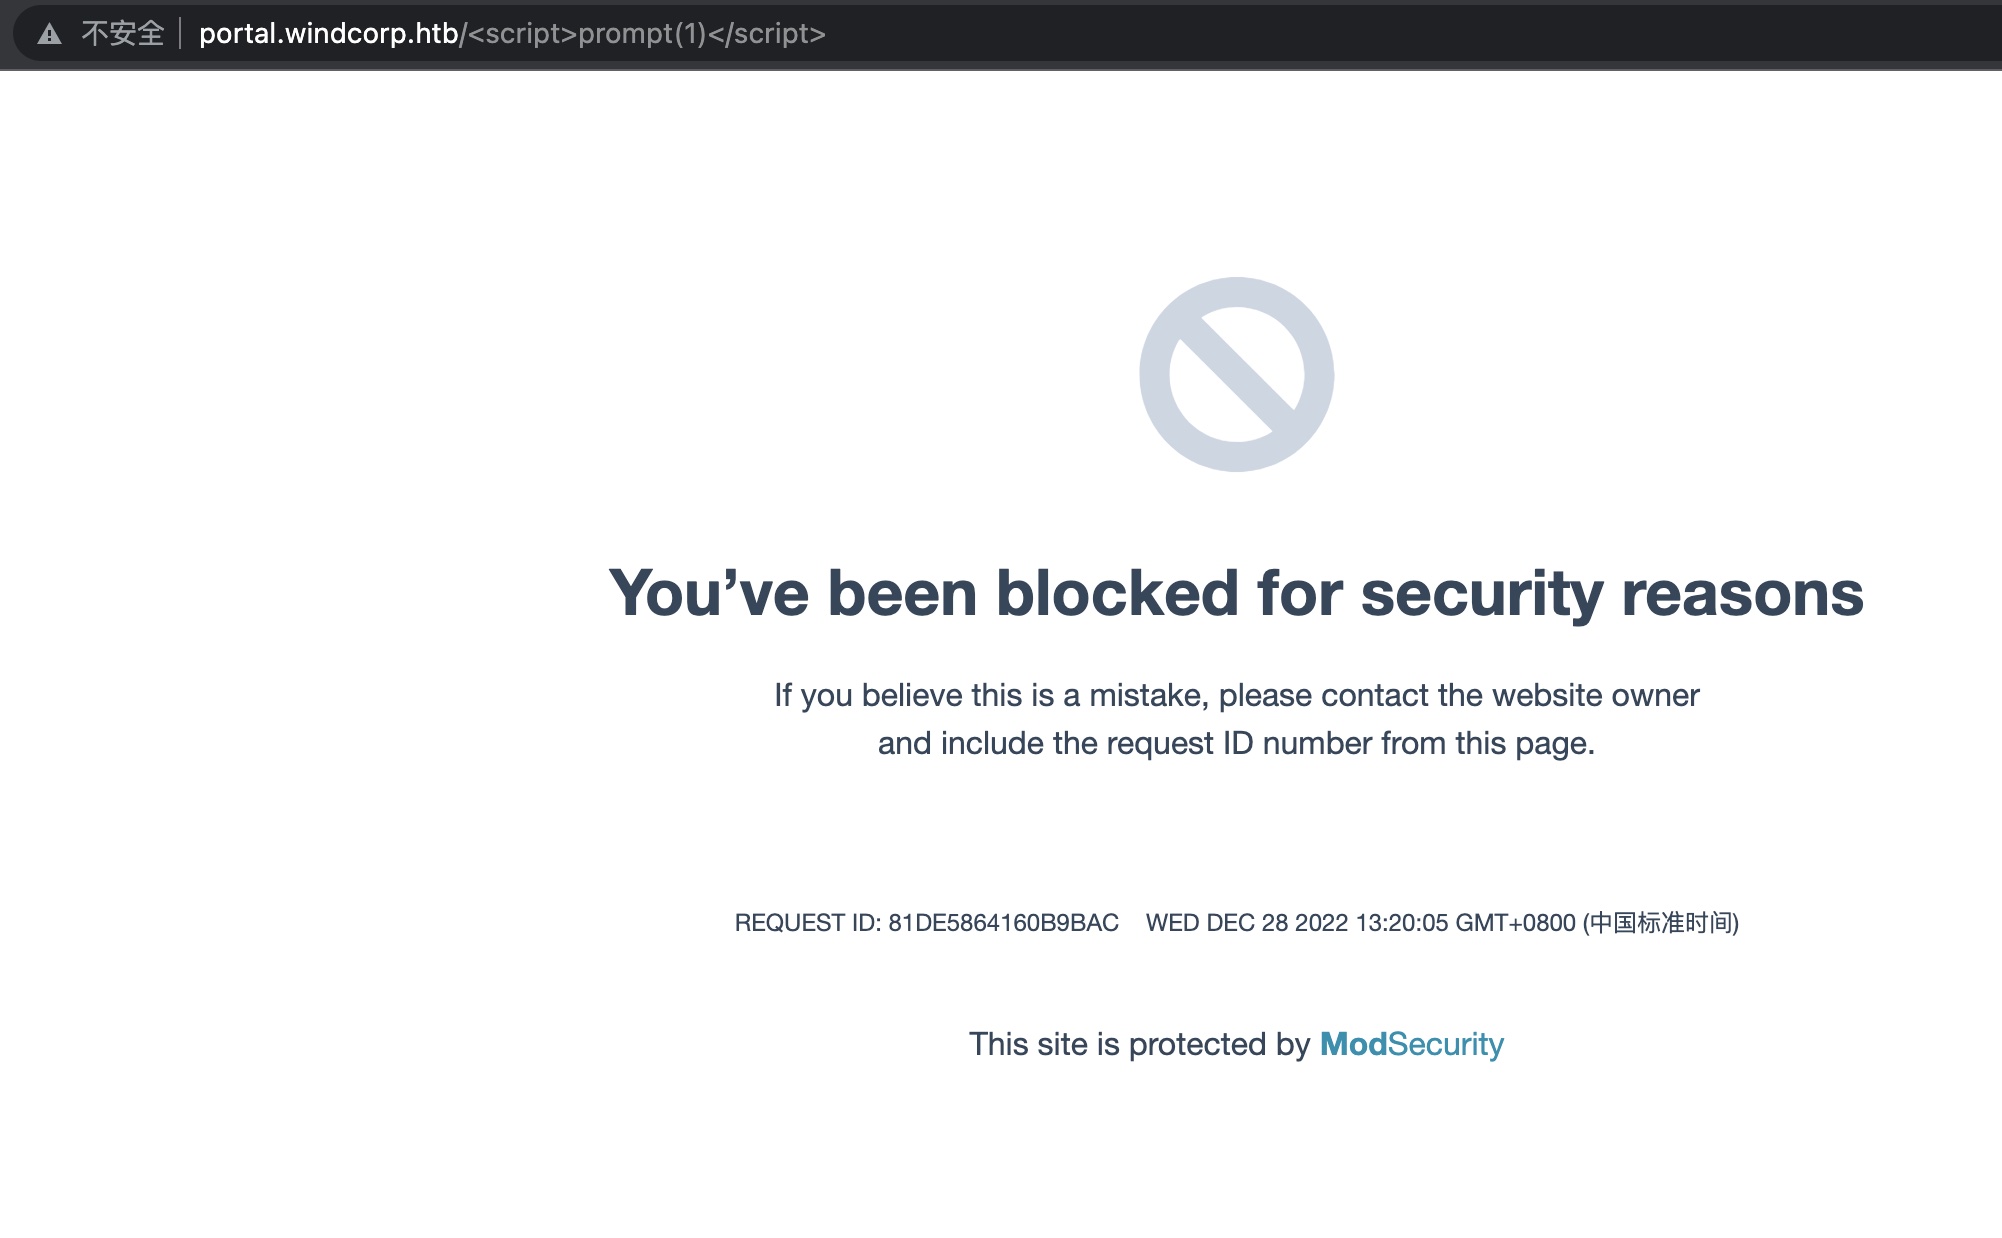 不安全 portal.windcorp.htb/<script>prompt(1)</script>
You’ve been blocked for security reasons
If you believe this is a mistake, please contact the website owner
and include the request ID number from this page.
REQUEST ID: 81DE5864160B9BAC WED DEC 28 2022 13:20:05 GMT+0800 (中国标准时间)
This site is protected by ModSecurity